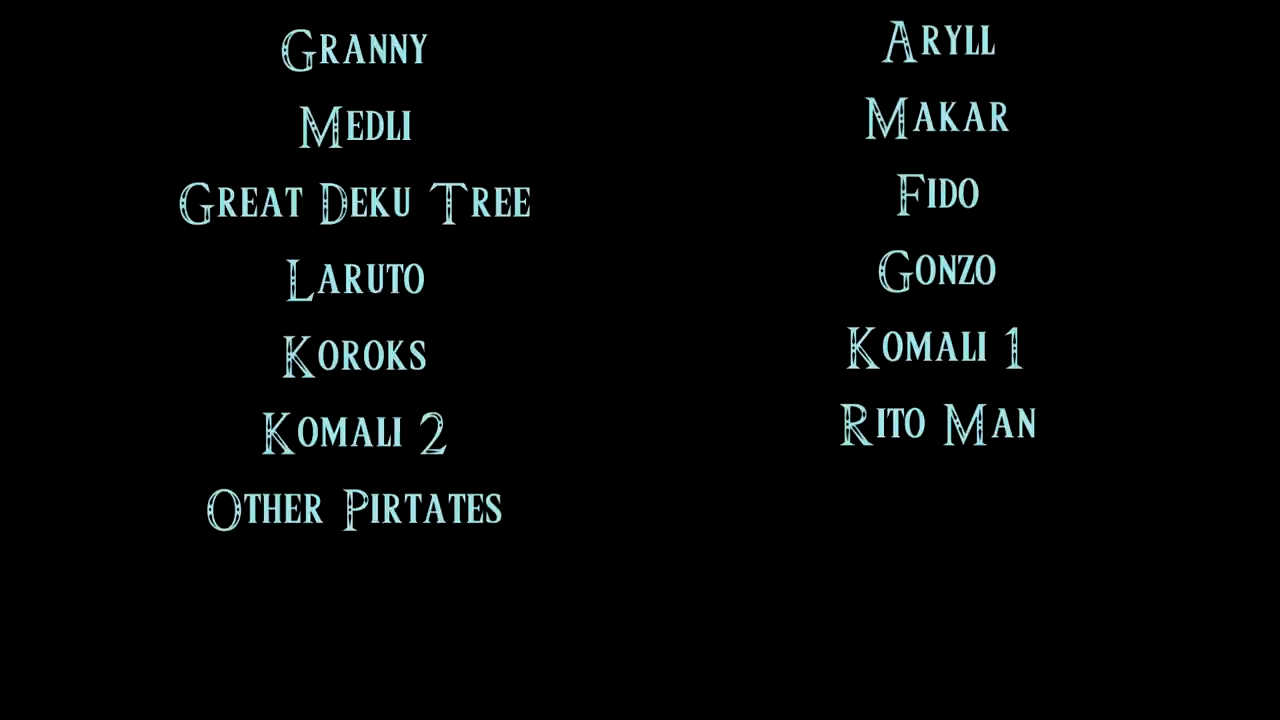 Granny
Medli
Great Deku Tree
Laruto
Koroks
Komali 2
Other Pirtates
Aryll
Makar
Fido
Gonzo
Komali 1
Rito Man